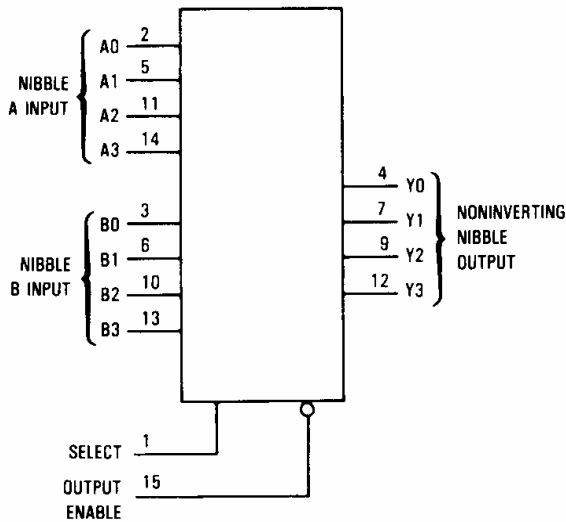 A0 2
A1 5
A2 11
A3 14
NIBBLE
A INPUT
B0 3
B1 6
B2 10
B3 13
NIBBLE
B INPUT
4 Y0
7 Y1
9 Y2
12 Y3
NONINVERTING
NIBBLE
OUTPUT
SELECT 1
OUTPUT 15
ENABLE